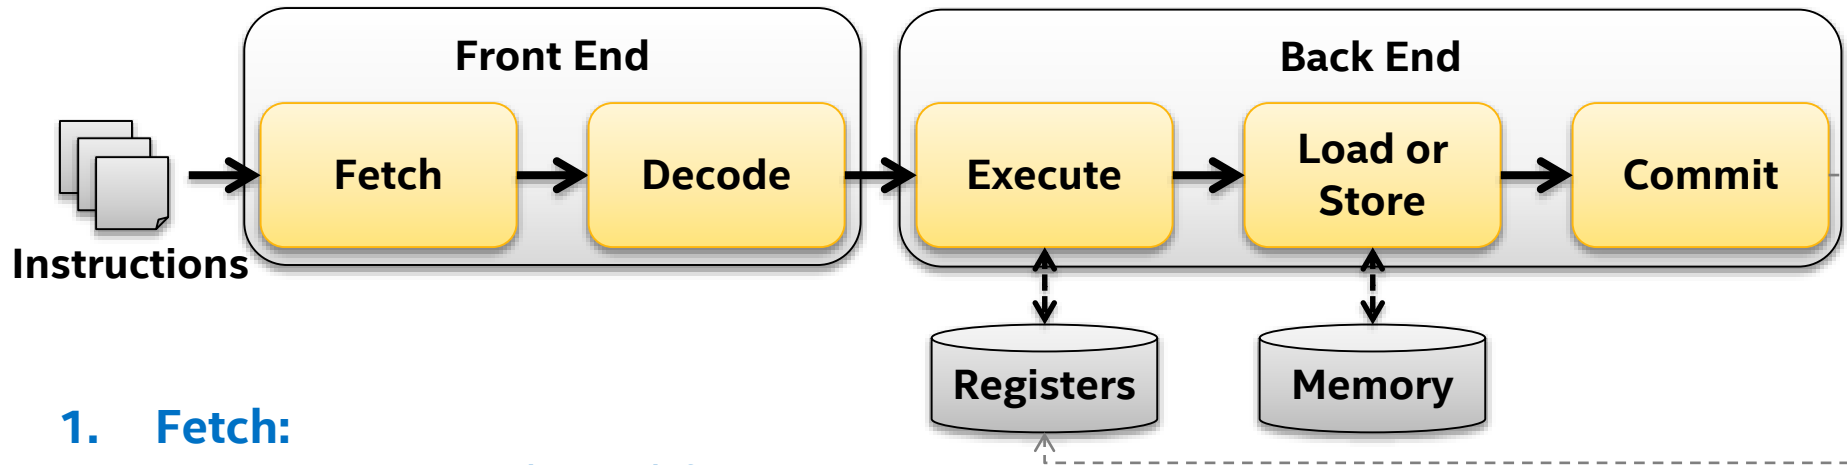 Front End
Back End
Fetch
Decode
Execute
Load or
Store
Commit
Instructions
Registers
Memory
1. Fetch: